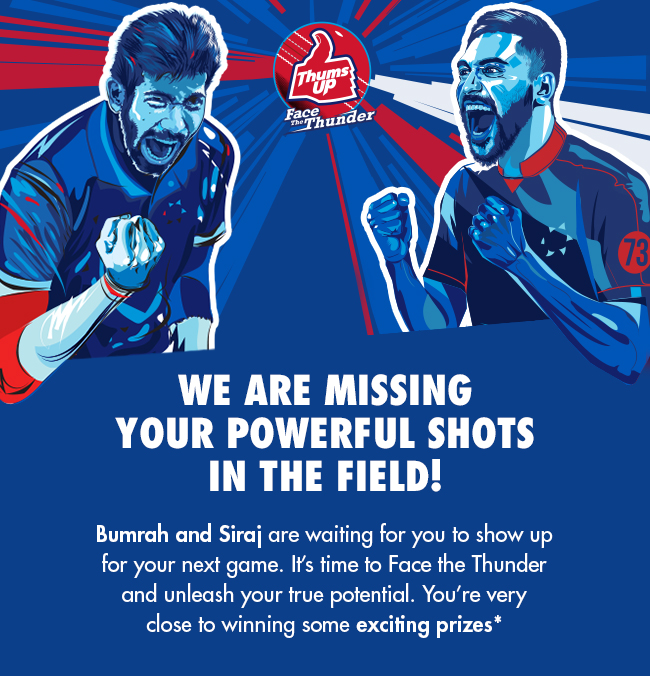 Thums
UP
Face
The Thunder
73
WE ARE MISSING
YOUR POWERFUL SHOTS
IN THE FIELD!
Bumrah and Siraj are waiting for you to show up
for your next game. It’s time to Face the Thunder
and unleash your true potential. You’re very
close to winning some exciting prizes*